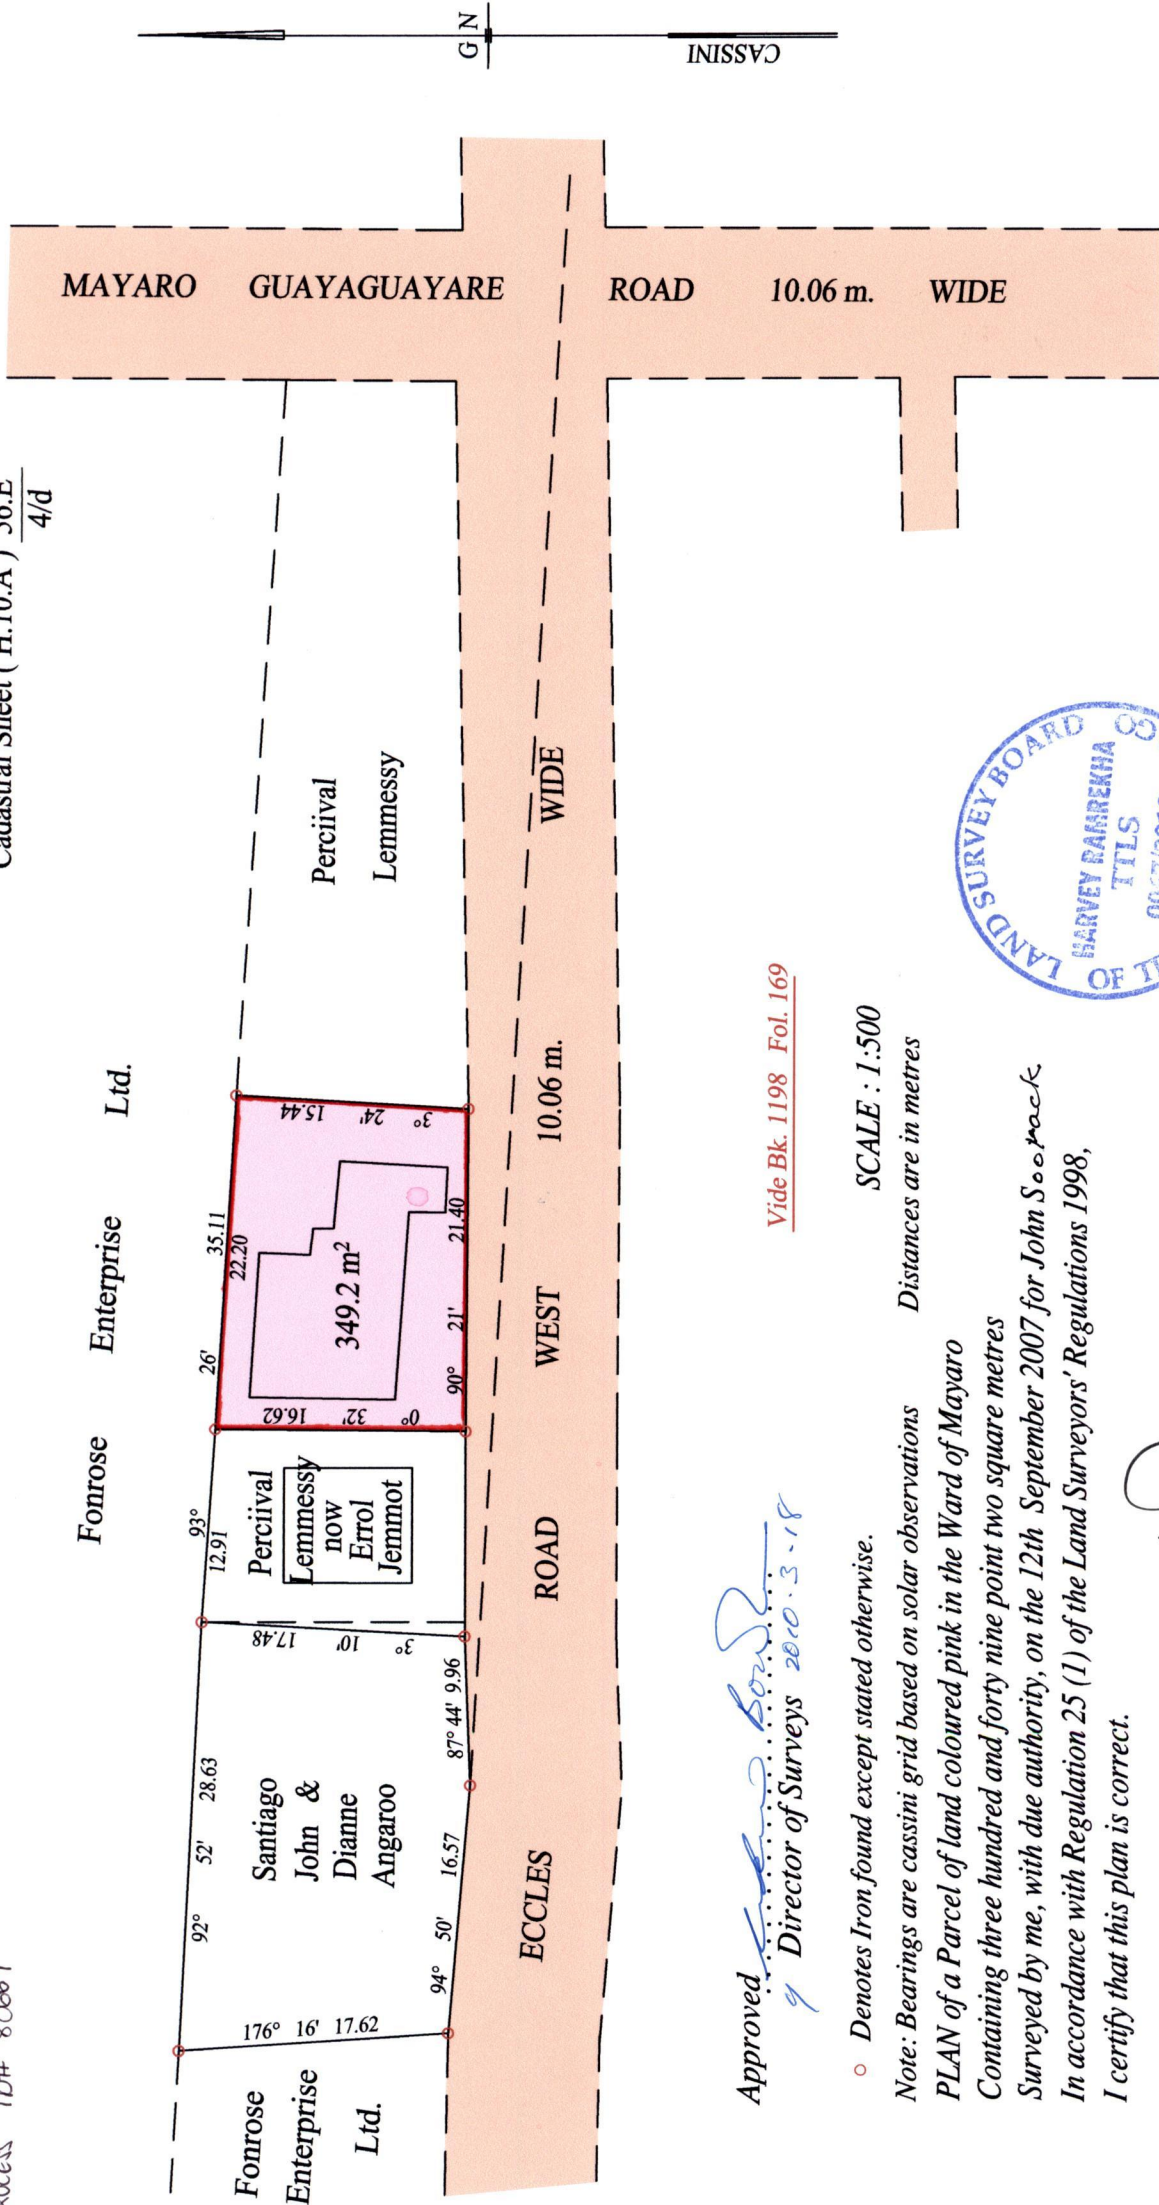 4/d
G N
CASSINI
MAYARO GUAYAGUAYARE ROAD 10.06 m. WIDE
Fonrose Enterprise Ltd.
92° 52' 28.63
93° 26' 35.11
12.91
22.20
176° 16' 17.62
3° 10' 17.48
0° 32' 16.62
3° 24' 15.44
94° 50' 16.57
87° 44' 9.96
90° 21' 21.40
349.2 m²
Fonrose
Enterprise
Ltd.
Santiago
John &
Dianne
Angaroo
Perciival
Lemmessy
now
Errol
Jemmot
Perciival
Lemmessy
ECCLES ROAD WEST 10.06 m. WIDE
Vide Bk. 1198 Fol. 169
Approved
Director of Surveys 2010.3.18
SCALE : 1:500
Denotes Iron found except stated otherwise.
Note: Bearings are cassini grid based on solar observations Distances are in metres
PLAN of a Parcel of land coloured pink in the Ward of Mayaro
Containing three hundred and forty nine point two square metres
Surveyed by me, with due authority, on the 12th September 2007 for John Soorack.
In accordance with Regulation 25 (1) of the Land Surveyors' Regulations 1998,
I certify that this plan is correct.
LAND SURVEY BOARD
OF
HARVEY RAMREKHA
TTLS